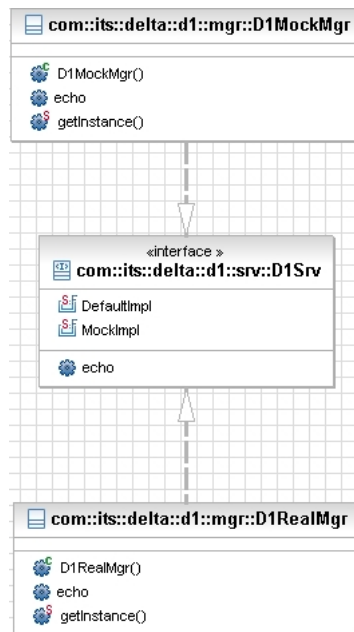 com::its::delta::d1::mgr::D1MockMgr
D1MockMgr()
echo
getInstance()
«interface »
com::its::delta::d1::srv::D1Srv
DefaultImpl
MockImpl
echo
com::its::delta::d1::mgr::D1RealMgr
D1RealMgr()
echo
getInstance()